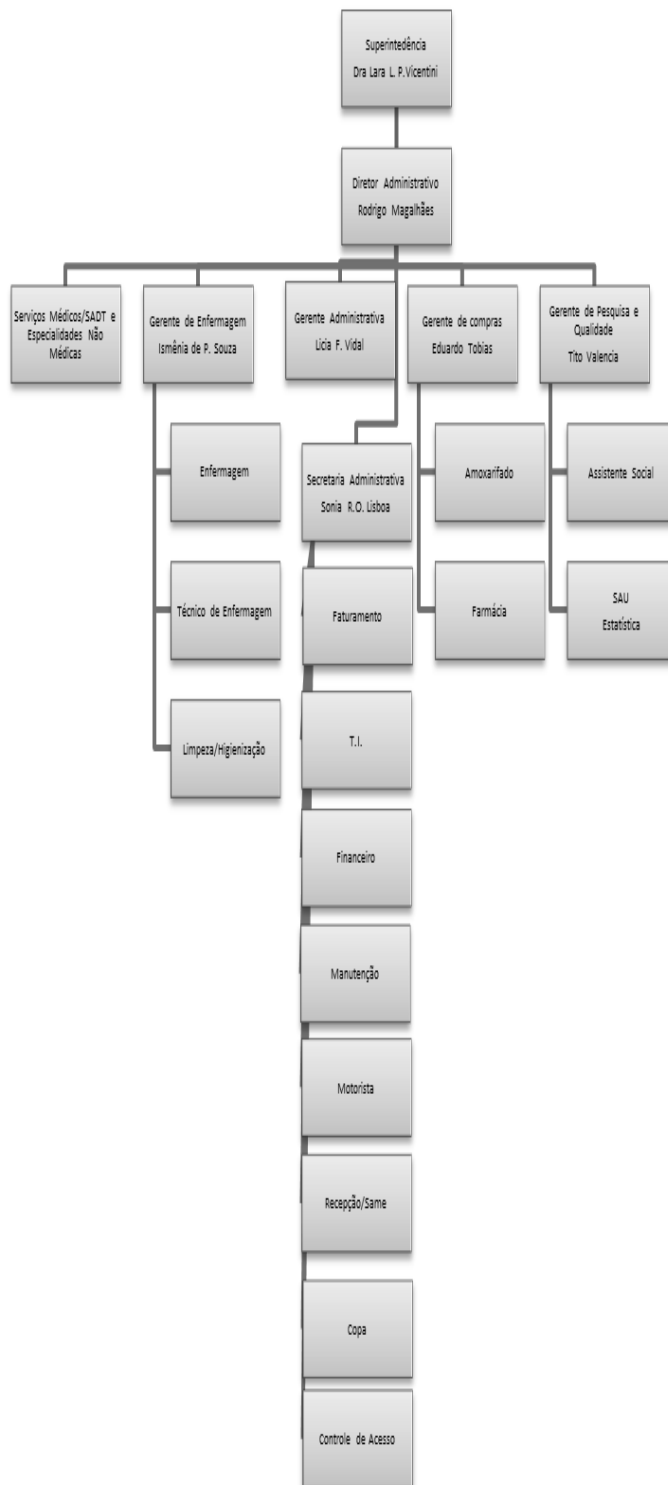 Superintedência
Dra Lara L. P.Vicentini
Diretor Administrativo
Rodrigo Magalhães
Serviços Médicos/SADT e
Especialidades Não
Médicas
Gerente de Enfermagem
Ismênia de P. Souza
Gerente Administrativa
Licia F. Vidal
Gerente de compras
Eduardo Tobias
Gerente de Pesquisa e
Qualidade
Tito Valencia
Enfermagem
Técnico de Enfermagem
Limpeza/Higienização
Secretaria Administrativa
Sonia R.O. Lisboa
Faturamento
T.I.
Financeiro
Manutenção
Motorista
Recepção/Same
Copa
Controle de Acesso
Amoxarifado
Farmácia
Assistente Social
SAU
Estatística